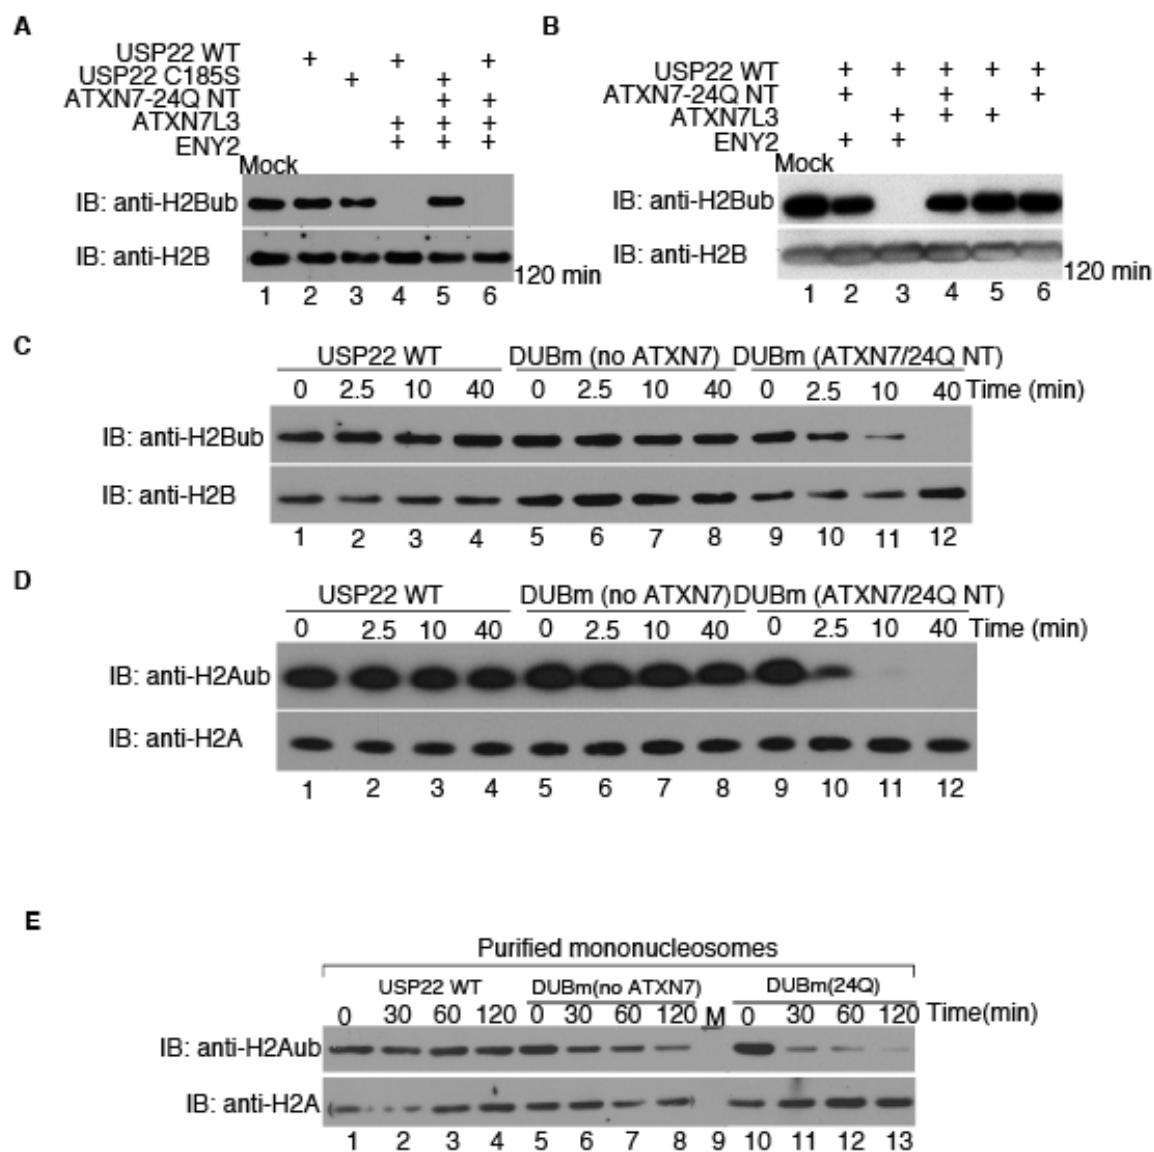 A
USP22 WT + + +
USP22 C185S + +
ATXN7-24Q NT + +
ATXN7L3 + + +
ENY2 + + +
Mock
IB: anti-H2Bub
IB: anti-H2B
120 min
1 2 3 4 5 6
B
USP22 WT + + + + +
ATXN7-24Q NT + + +
ATXN7L3 + + +
ENY2 + +
Mock
IB: anti-H2Bub
IB: anti-H2B
120 min
1 2 3 4 5 6
C
USP22 WT DUBm (no ATXN7) DUBm (ATXN7/24Q NT)
0 2.5 10 40 0 2.5 10 40 0 2.5 10 40 Time (min)
IB: anti-H2Bub
IB: anti-H2B
1 2 3 4 5 6 7 8 9 10 11 12
D
USP22 WT DUBm (no ATXN7) DUBm (ATXN7/24Q NT)
0 2.5 10 40 0 2.5 10 40 0 2.5 10 40 Time (min)
IB: anti-H2Aub
IB: anti-H2A
1 2 3 4 5 6 7 8 9 10 11 12
E
Purified mononucleosomes
USP22 WT DUBm(no ATXN7) DUBm(24Q)
0 30 60 120 0 30 60 120 M 0 30 60 120 Time(min)
IB: anti-H2Aub
IB: anti-H2A
1 2 3 4 5 6 7 8 9 10 11 12 13